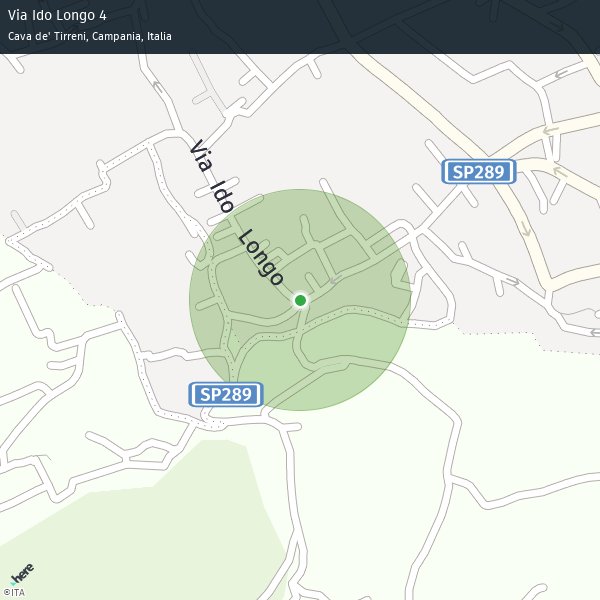 Via Ido Longo 4
Cava de' Tirreni, Campania, Italia
Via Ido Longo
SP289
SP289
here
©ITA